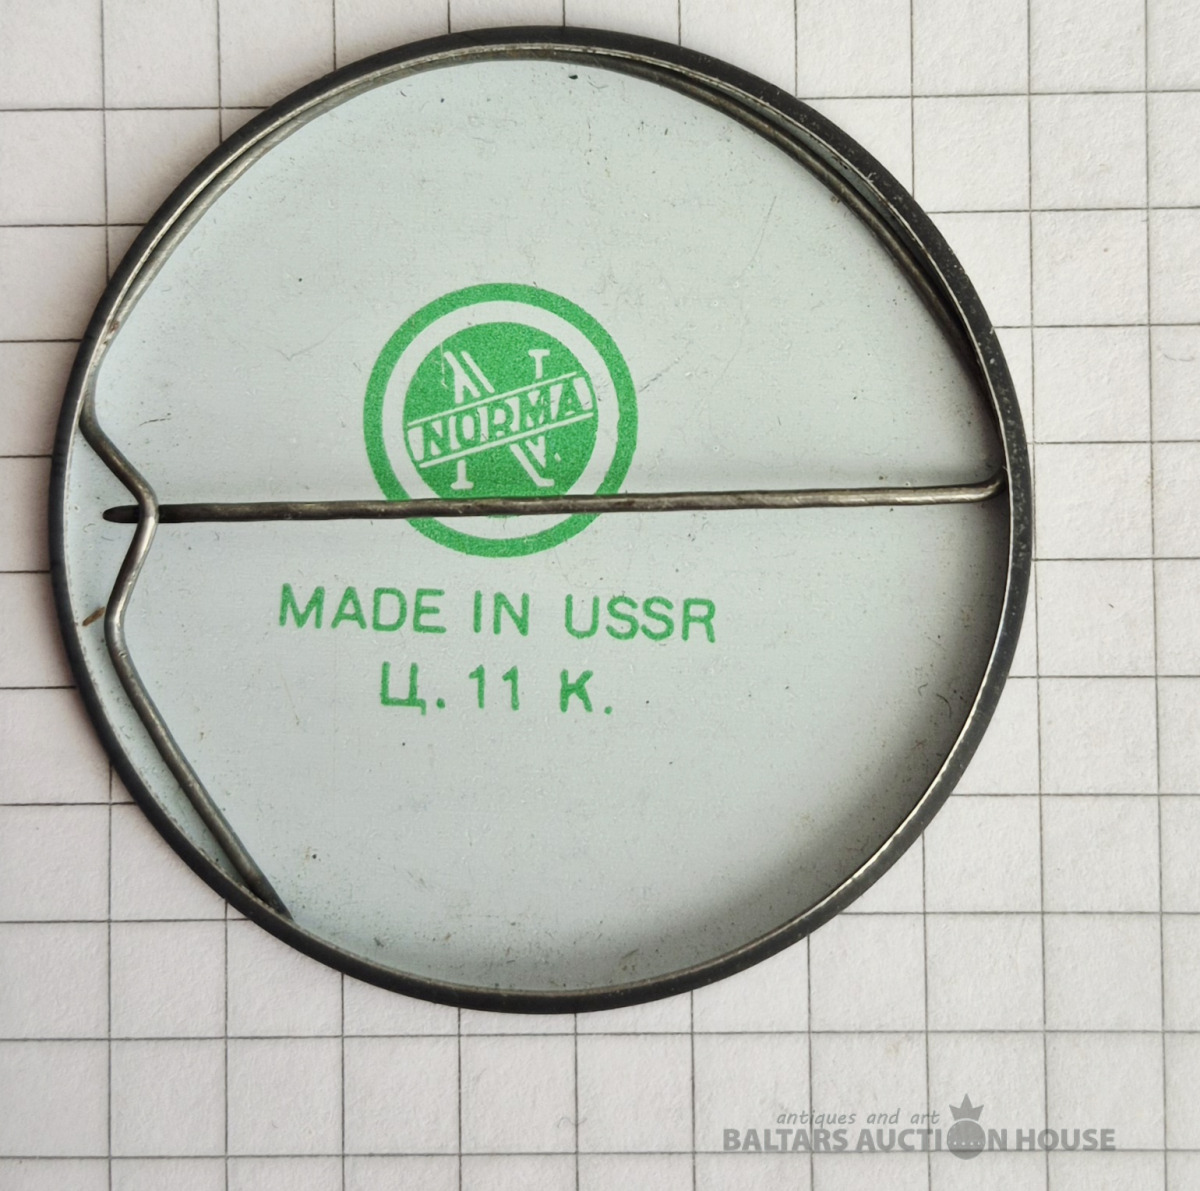 N
NORMA
MADE IN USSR
Ц. 11 К.
antiques and art
BALTARS AUCTION HOUSE